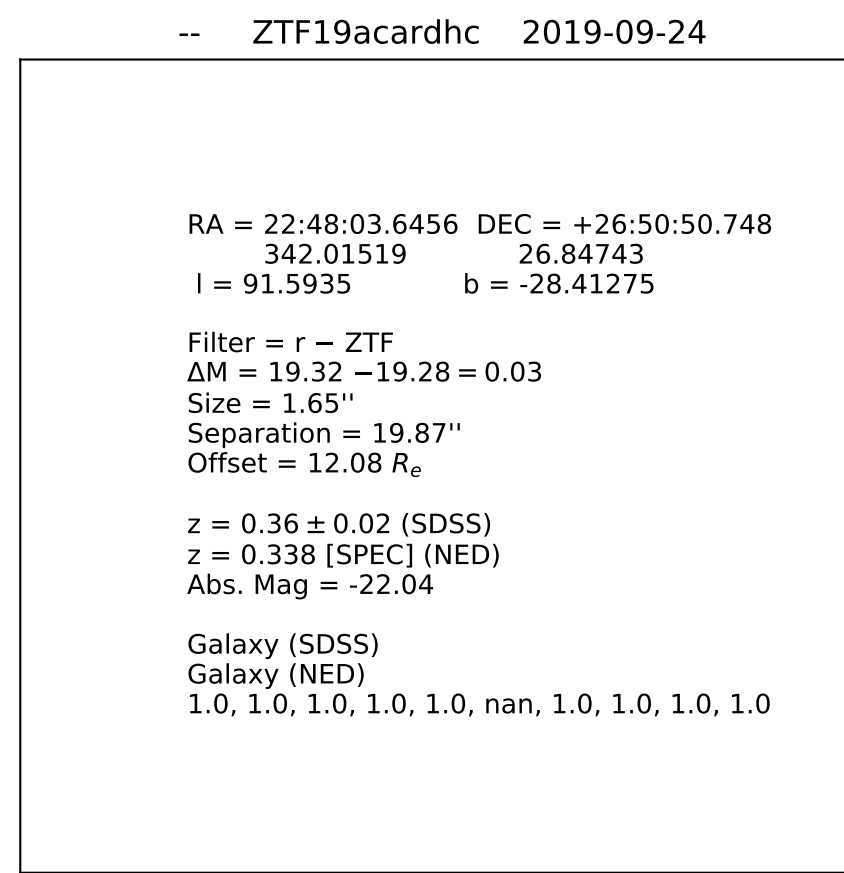 -- ZTF19acardhc 2019-09-24
RA = 22:48:03.6456 DEC = +26:50:50.748
342.01519 26.84743
l = 91.5935 b = -28.41275
Filter = r − ZTF
ΔM = 19.32 −19.28 = 0.03
Size = 1.65''
Separation = 19.87''
Offset = 12.08 Re
z = 0.36 ± 0.02 (SDSS)
z = 0.338 [SPEC] (NED)
Abs. Mag = -22.04
Galaxy (SDSS)
Galaxy (NED)
1.0, 1.0, 1.0, 1.0, 1.0, nan, 1.0, 1.0, 1.0, 1.0